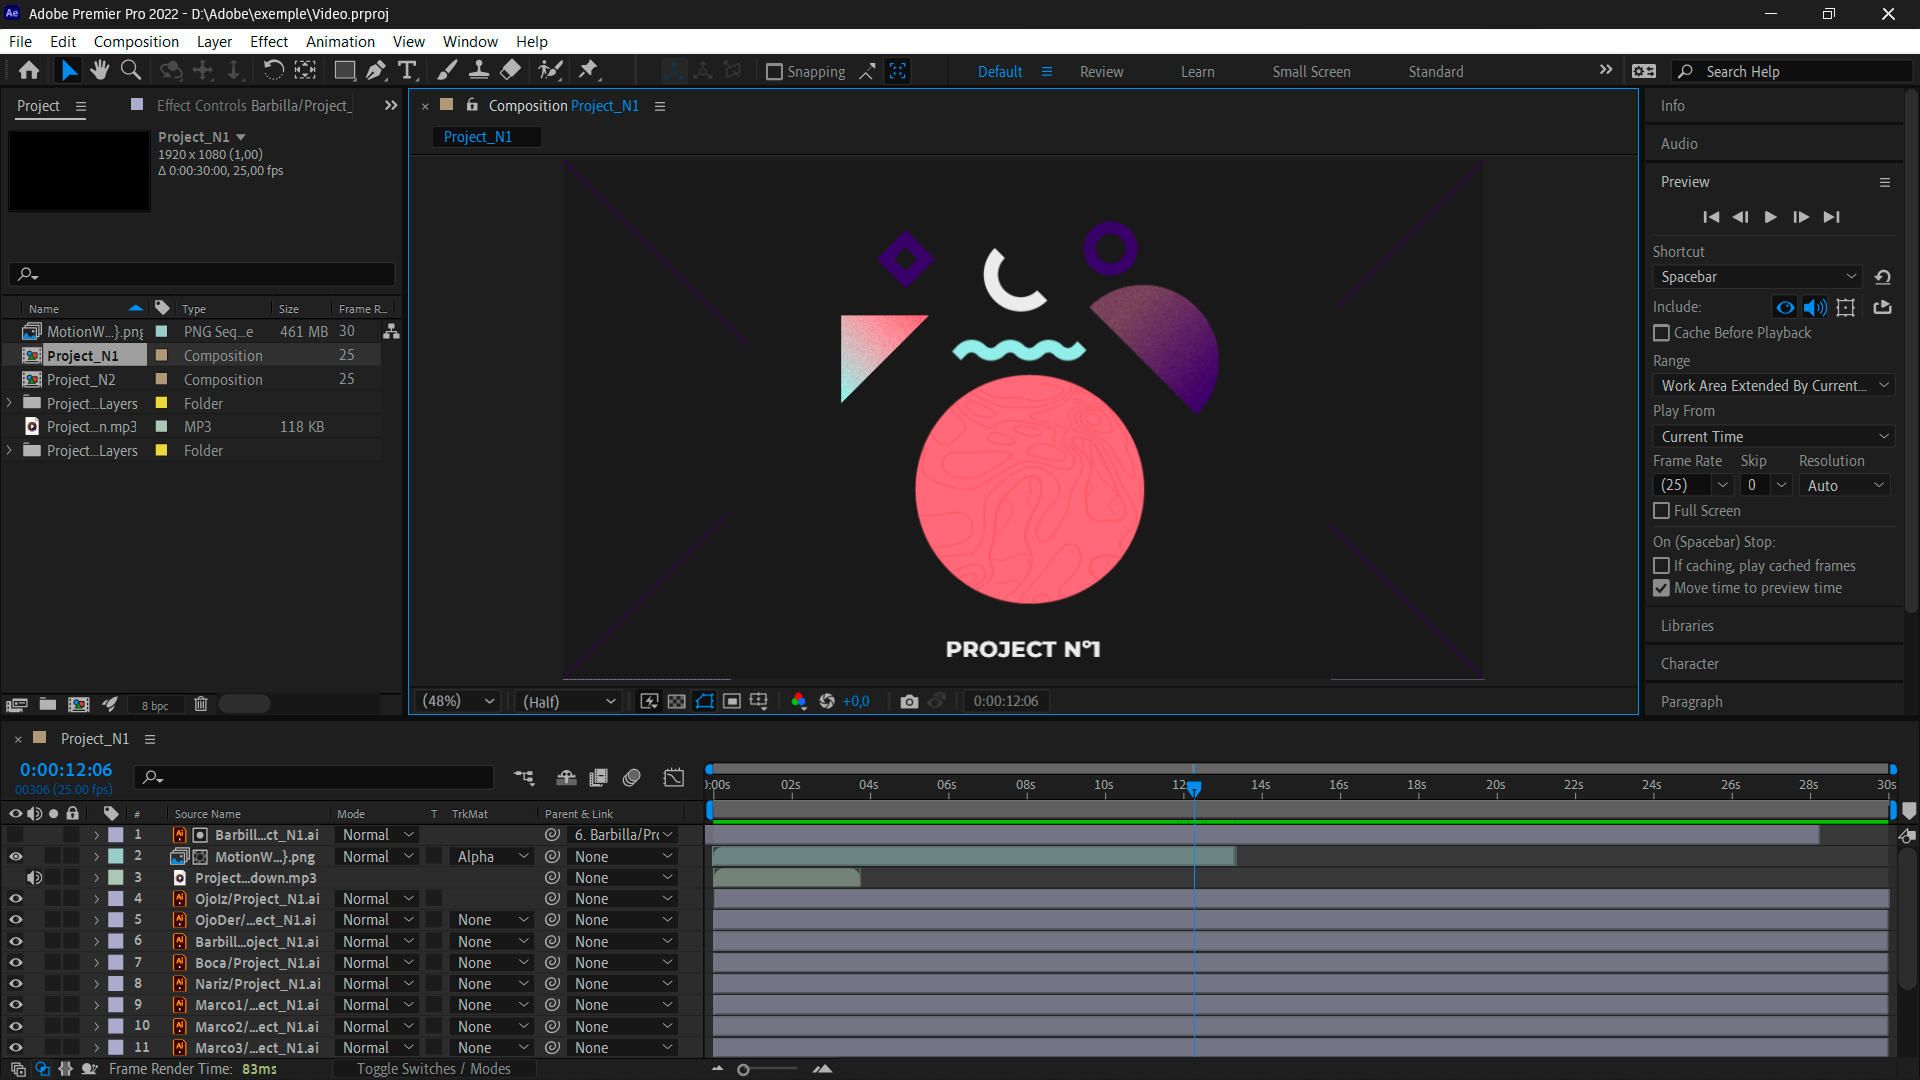 Ae Adobe Premier Pro 2022 - D:\Adobe\exemple\Video.prproj
File Edit Composition Layer Effect Animation View Window Help
Snapping Default Review Learn Small Screen Standard Search Help
Project Effect Controls Barbilla/Project_
Project_N1
1920 x 1080 (1,00)
Δ 0:00:30:00, 25,00 fps
Name Type Size Frame R...
MotionW...}.png PNG Seq...e 461 MB 30
Project_N1 Composition 25
Project_N2 Composition 25
Project...Layers Folder
Project...n.mp3 MP3 118 KB
Project...Layers Folder
8 bpc
Composition Project_N1
Project_N1
PROJECT Nº1
(48%) (Half) +0,0 0:00:12:06
Info
Audio
Preview
Shortcut
Spacebar
Include:
Cache Before Playback
Range
Work Area Extended By Current...
Play From
Current Time
Frame Rate Skip Resolution
(25) 0 Auto
Full Screen
On (Spacebar) Stop:
If caching, play cached frames
Move time to preview time
Libraries
Character
Paragraph
Project_N1
0:00:12:06
00306 (25.00 fps)
):00s 02s 04s 06s 08s 10s 12s 14s 16s 18s 20s 22s 24s 26s 28s 30s
# Source Name Mode T TrkMat Parent & Link
1 Ai Barbill...ct_N1.ai Normal 6. Barbilla/Pro
2 MotionW...}.png Normal Alpha None
3 Project...down.mp3 None
4 Ai OjoIz/Project_N1.ai Normal None
5 Ai OjoDer/...ect_N1.ai Normal None None
6 Ai Barbill...oject_N1.ai Normal None None
7 Ai Boca/Project_N1.ai Normal None None
8 Ai Nariz/Project_N1.ai Normal None None
9 Ai Marco1/...ect_N1.ai Normal None None
10 Ai Marco2/...ect_N1.ai Normal None None
11 Ai Marco3/...ect_N1.ai Normal None None
Frame Render Time: 83ms Toggle Switches / Modes